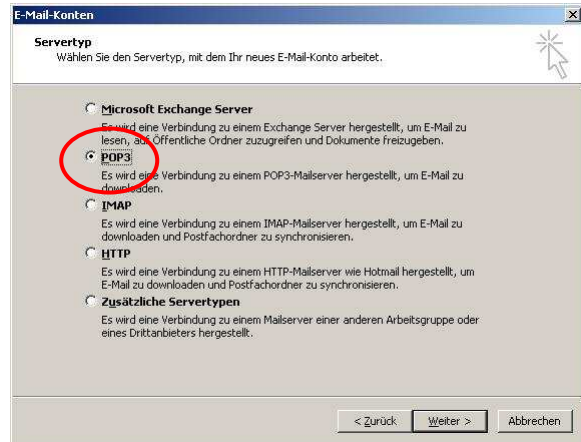 E-Mail-Konten
Servertyp
Wählen Sie den Servertyp, mit dem Ihr neues E-Mail-Konto arbeitet.
Microsoft Exchange Server
Es wird eine Verbindung zu einem Exchange Server hergestellt, um E-Mail zu
lesen, auf Öffentliche Ordner zuzugreifen und Dokumente freizugeben.
POP3
Es wird eine Verbindung zu einem POP3-Mailserver hergestellt, um E-Mail zu
downloaden.
IMAP
Es wird eine Verbindung zu einem IMAP-Mailserver hergestellt, um E-Mail zu
downloaden und Postfachordner zu synchronisieren.
HTTP
Es wird eine Verbindung zu einem HTTP-Mailserver wie Hotmail hergestellt, um
E-Mail zu downloaden und Postfachordner zu synchronisieren.
Zusätzliche Servertypen
Es wird eine Verbindung zu einem Mailserver einer anderen Arbeitsgruppe oder
eines Drittanbieters hergestellt.
< Zurück Weiter > Abbrechen